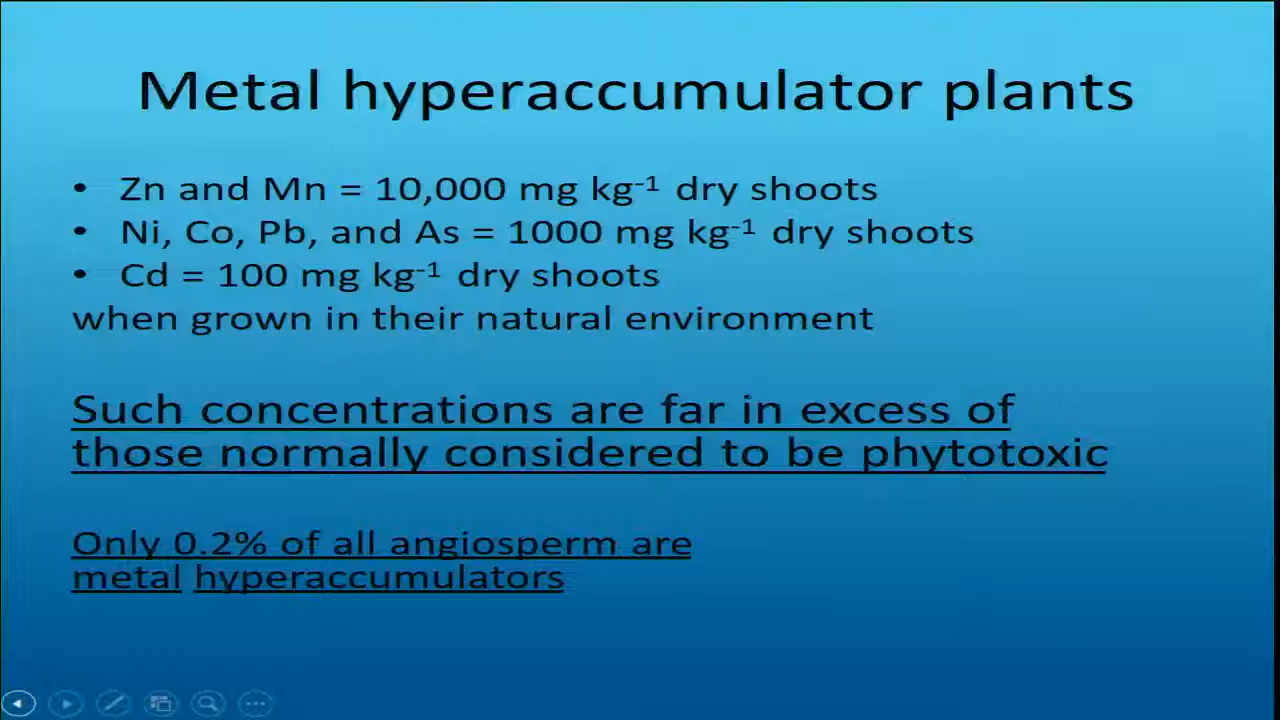 Metal hyperaccumulator plants
• Zn and Mn = 10,000 mg kg⁻¹ dry shoots
• Ni, Co, Pb, and As = 1000 mg kg⁻¹ dry shoots
• Cd = 100 mg kg⁻¹ dry shoots
when grown in their natural environment
Such concentrations are far in excess of
those normally considered to be phytotoxic
Only 0.2% of all angiosperm are
metal hyperaccumulators